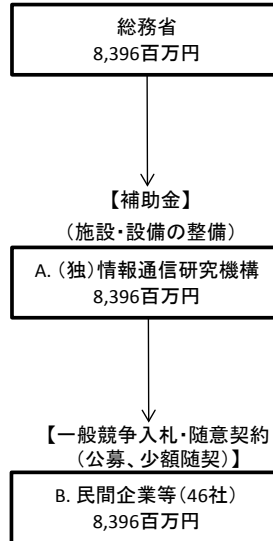 総務省
8,396百万円
【補助金】
(施設・設備の整備)
A. (独)情報通信研究機構
8,396百万円
【一般競争入札・随意契約
(公募、少額随契)】
B. 民間企業等(46社)
8,396百万円